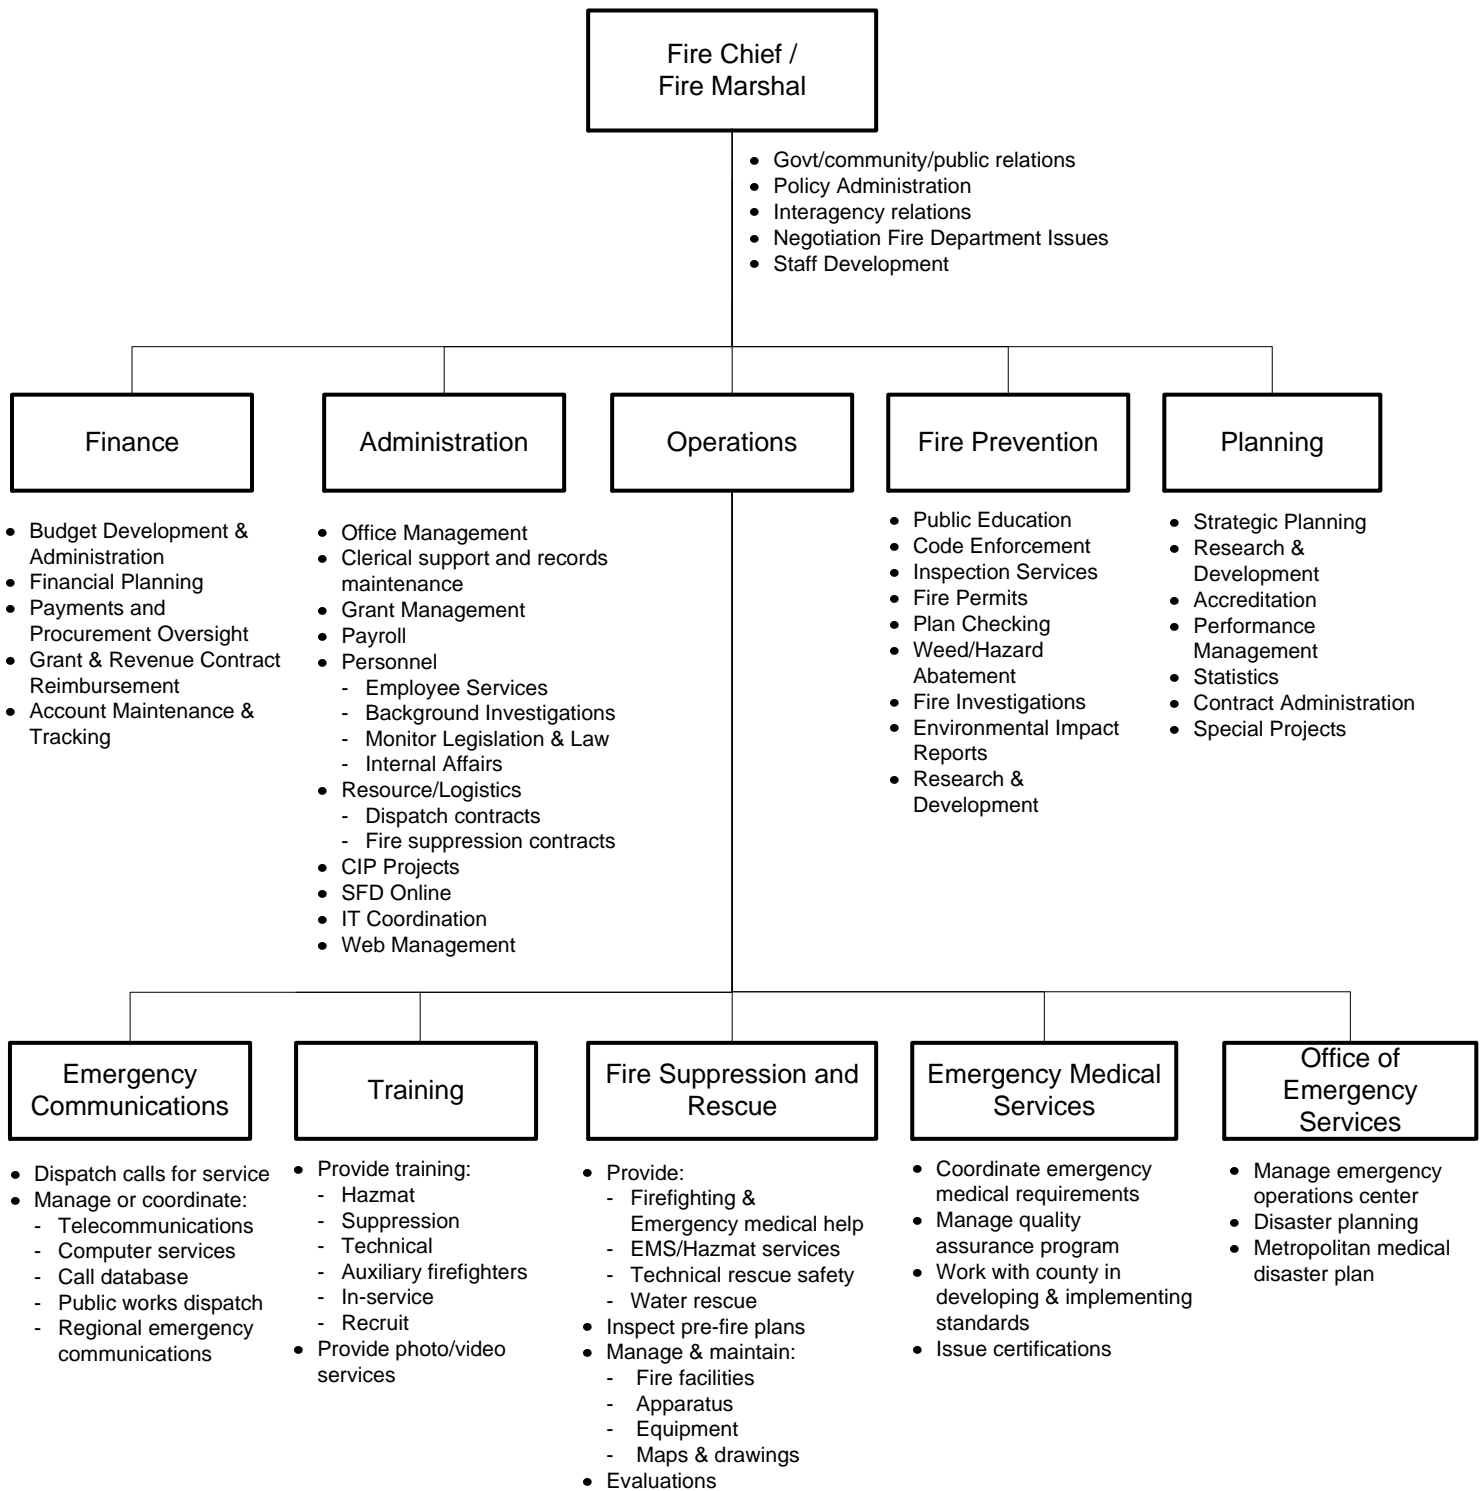 Fire Chief /
Fire Marshal
• Govt/community/public relations
• Policy Administration
• Interagency relations
• Negotiation Fire Department Issues
• Staff Development
Finance
• Budget Development &
Administration
• Financial Planning
• Payments and
Procurement Oversight
• Grant & Revenue Contract
Reimbursement
• Account Maintenance &
Tracking
Administration
• Office Management
• Clerical support and records
maintenance
• Grant Management
• Payroll
• Personnel
- Employee Services
- Background Investigations
- Monitor Legislation & Law
- Internal Affairs
• Resource/Logistics
- Dispatch contracts
- Fire suppression contracts
• CIP Projects
• SFD Online
• IT Coordination
• Web Management
Operations
Fire Prevention
• Public Education
• Code Enforcement
• Inspection Services
• Fire Permits
• Plan Checking
• Weed/Hazard
Abatement
• Fire Investigations
• Environmental Impact
Reports
• Research &
Development
Planning
• Strategic Planning
• Research &
Development
• Accreditation
• Performance
Management
• Statistics
• Contract Administration
• Special Projects
Emergency
Communications
• Dispatch calls for service
• Manage or coordinate:
- Telecommunications
- Computer services
- Call database
- Public works dispatch
- Regional emergency
communications
Training
• Provide training:
- Hazmat
- Suppression
- Technical
- Auxiliary firefighters
- In-service
- Recruit
• Provide photo/video
services
Fire Suppression and
Rescue
• Provide:
- Firefighting &
Emergency medical help
- EMS/Hazmat services
- Technical rescue safety
- Water rescue
• Inspect pre-fire plans
• Manage & maintain:
- Fire facilities
- Apparatus
- Equipment
- Maps & drawings
• Evaluations
Emergency Medical
Services
• Coordinate emergency
medical requirements
• Manage quality
assurance program
• Work with county in
developing & implementing
standards
• Issue certifications
Office of
Emergency
Services
• Manage emergency
operations center
• Disaster planning
• Metropolitan medical
disaster plan